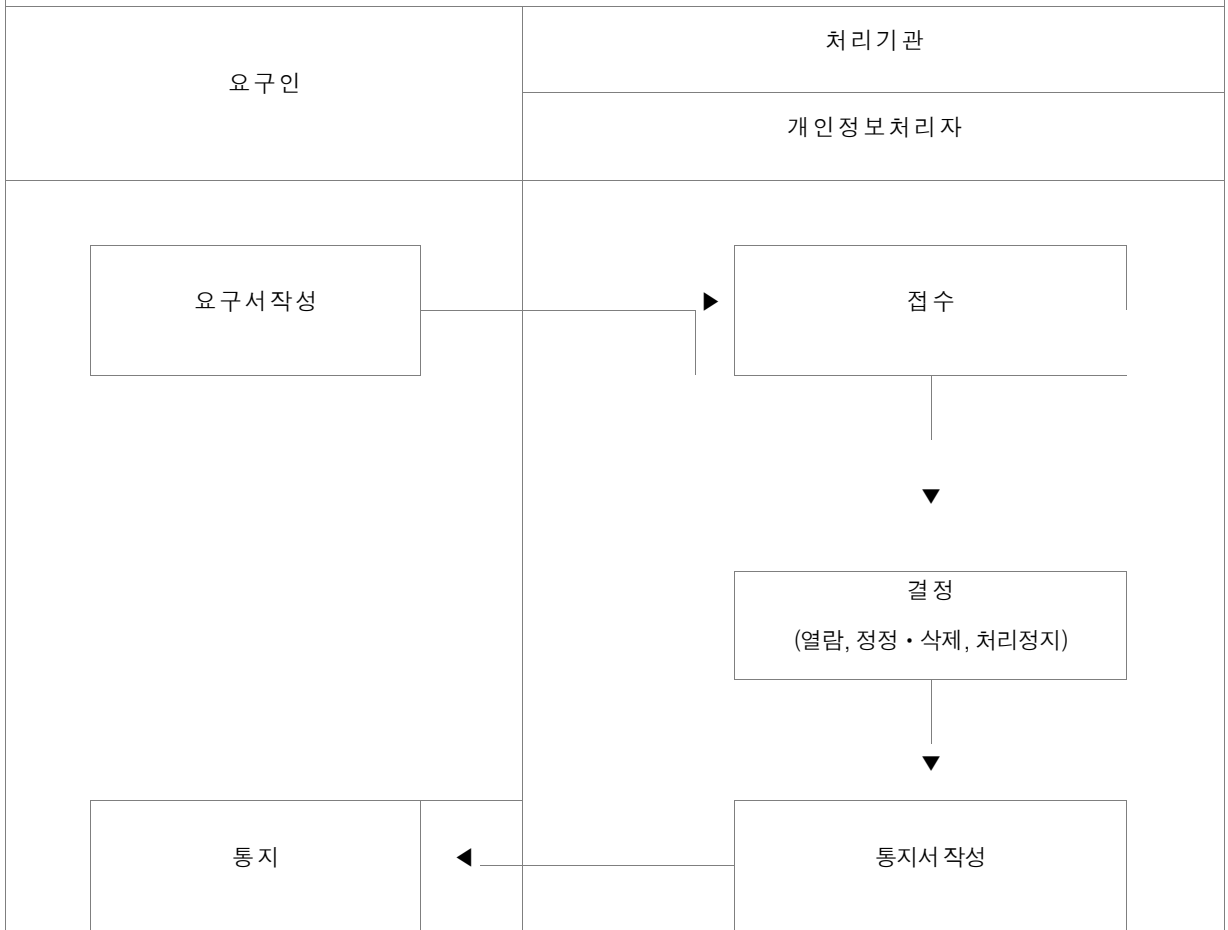 처리기관
요구인
개인정보처리자
요구서작성
접수
결정
(열람, 정정·삭제, 처리정지)
통지
통지서 작성